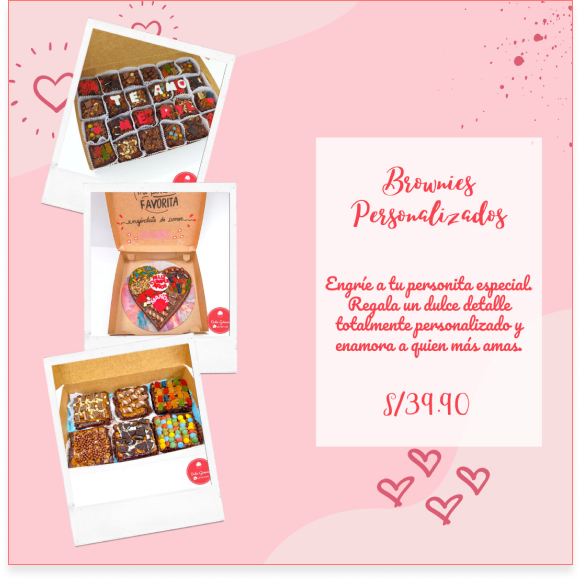 TE AMO
FAVORITA
Brownies
Personalizados
Engríe a tu personita especial.
Regala un dulce detalle
totalmente personalizado y
enamora a quien más amas.
S/39.90